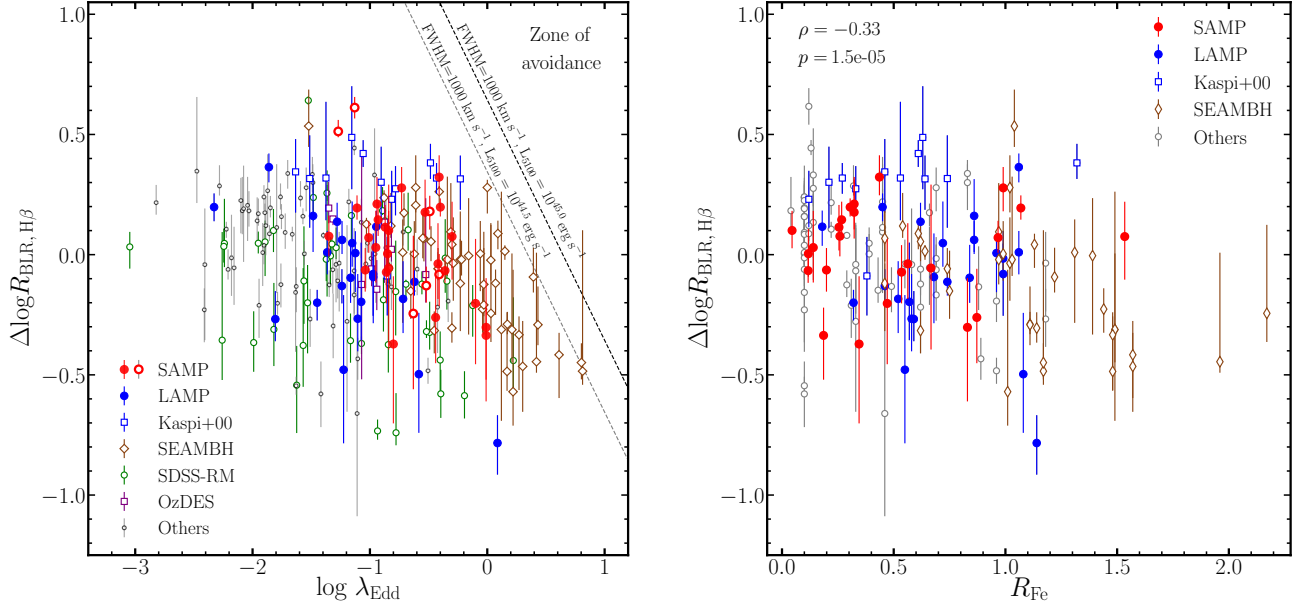 1.0
0.5
0.0
−0.5
−1.0
ΔlogR_BLR, Hβ
−3
−2
−1
0
1
log λ_Edd
Zone of
avoidance
FWHM=1000 km s⁻¹, L₅₁₀₀ = 10^44.5 erg s⁻¹
FWHM=1000 km s⁻¹, L₅₁₀₀ = 10^45.0 erg s⁻¹
SAMP
LAMP
Kaspi+00
SEAMBH
SDSS-RM
OzDES
Others
1.0
0.5
0.0
−0.5
−1.0
ΔlogR_BLR, Hβ
0.0
0.5
1.0
1.5
2.0
R_Fe
ρ = −0.33
p = 1.5e-05
SAMP
LAMP
Kaspi+00
SEAMBH
Others